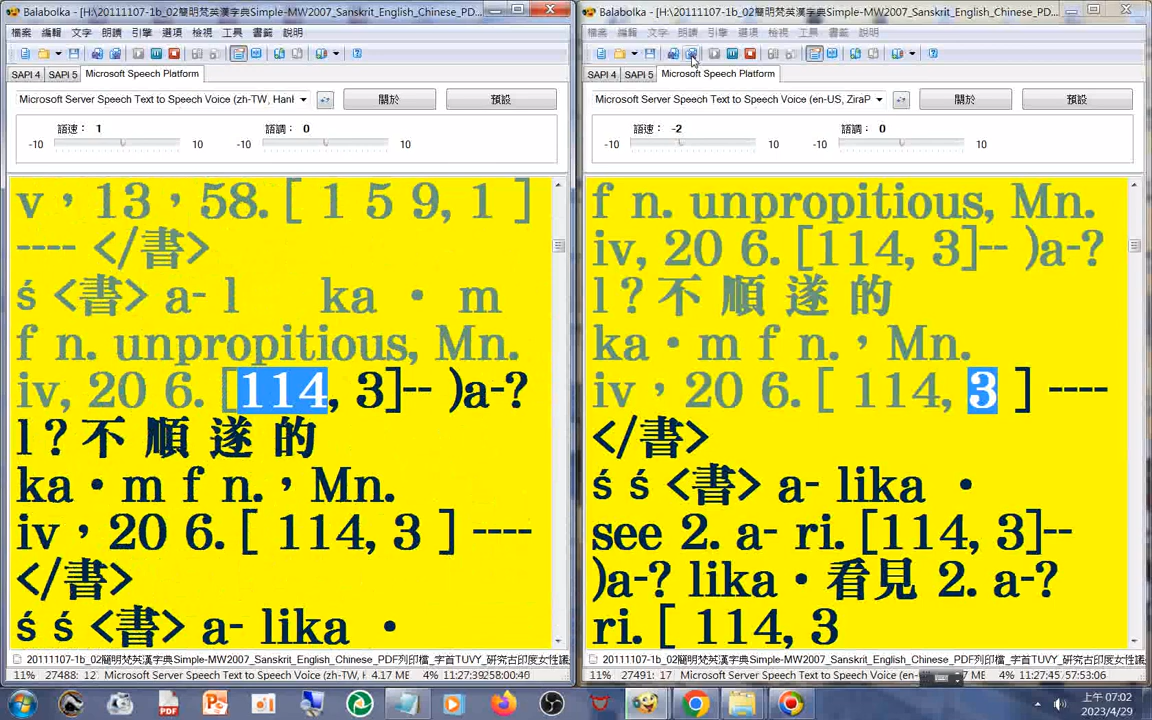 Balabolka - [H:\20111107-1b_02簡明梵英漢字典Simple-MW2007_Sanskrit_English_Chinese_PD...
檔案 編輯 文字 朗讀 引擎 選項 檢視 工具 書籤 說明
SAPI 4 SAPI 5 Microsoft Speech Platform
Microsoft Server Speech Text to Speech Voice (zh-TW, Hanl
關於
預設
語速： 1 語調： 0
-10 10 -10 10
v，13，58. [ 1 5 9, 1 ]
---- </書>
ś <書> a- l ka • m
f n. unpropitious, Mn.
iv, 20 6. [114, 3]-- )a-?
l？不 順 遂 的
ka • m f n.，Mn.
iv，20 6. [ 114, 3 ] ----
</書>
ś ś <書> a- lika •
20111107-1b_02簡明梵英漢字典Simple-MW2007_Sanskrit_English_Chinese_PDF列印檔_字首TUVY_研究古印度女性議
11% 27488: 12 Microsoft Server Speech Text to Speech Voice (zh-TW, H 4.17 ME 4% 11:27:39258:00:40
Balabolka - [H:\20111107-1b_02簡明梵英漢字典Simple-MW2007_Sanskrit_English_Chinese_PDF...
檔案 編輯 文字 朗讀 引擎 選項 檢視 工具 書籤 說明
SAPI 4 SAPI 5 Microsoft Speech Platform
Microsoft Server Speech Text to Speech Voice (en-US, ZiraP
關於
預設
語速： -2 語調： 0
-10 10 -10 10
f n. unpropitious, Mn.
iv, 20 6. [114, 3]-- )a-?
l？不 順 遂 的
ka • m f n.，Mn.
iv，20 6. [ 114, 3 ] ----
</書>
ś ś <書> a- lika •
see 2. a- ri. [114, 3]--
)a-? lika • 看見 2. a-?
ri. [ 114, 3
20111107-1b_02簡明梵英漢字典Simple-MW2007_Sanskrit_English_Chinese_PDF列印檔_字首TUVY_研究古印度女性議
11% 27491: 17 Microsoft Server Speech Text to Speech Voice 4.17 ME 4% 11:27:45/57:53:06
上午 07:02
2023/4/29